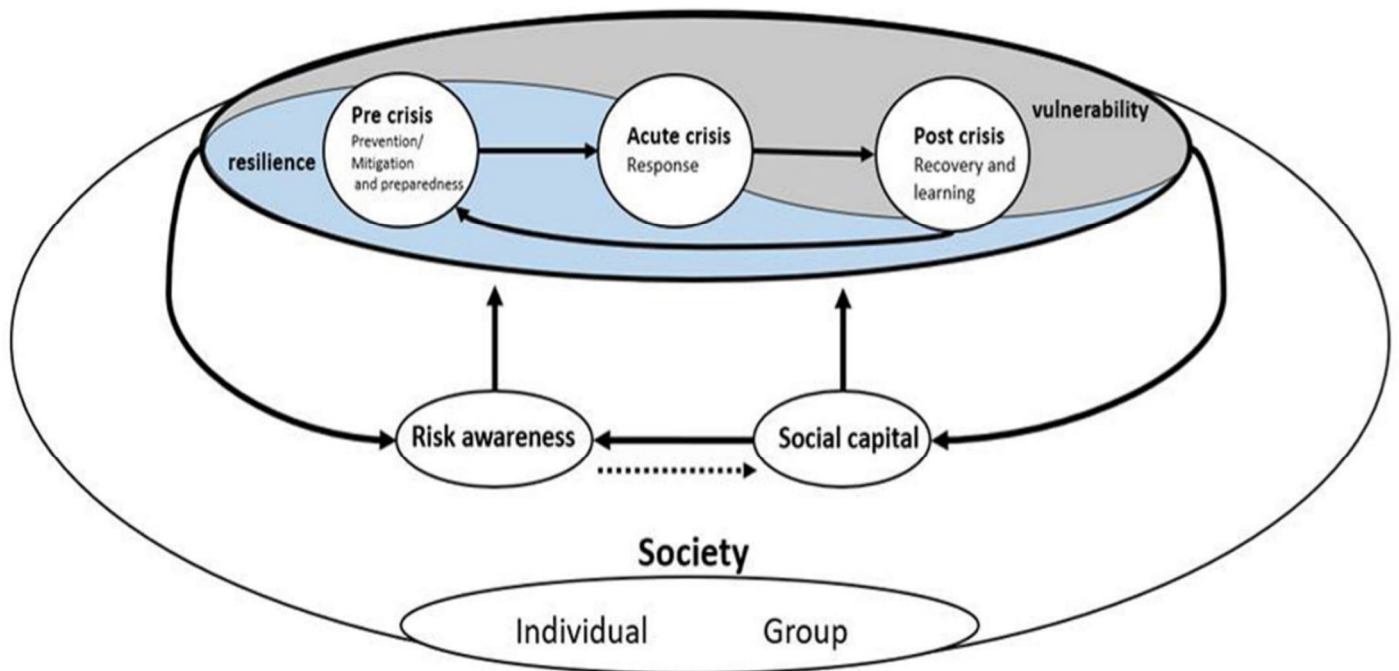 vulnerability
resilience
Pre crisis
Prevention/
Mitigation
and preparedness
Acute crisis
Response
Post crisis
Recovery and
learning
Risk awareness
Social capital
Society
Individual
Group